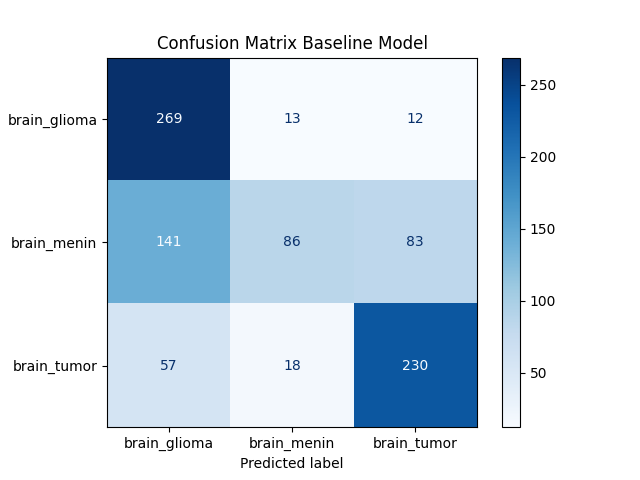 Confusion Matrix Baseline Model
brain_glioma 269 13 12
brain_menin 141 86 83
brain_tumor 57 18 230
brain_glioma brain_menin brain_tumor
Predicted label
250
200
150
100
50